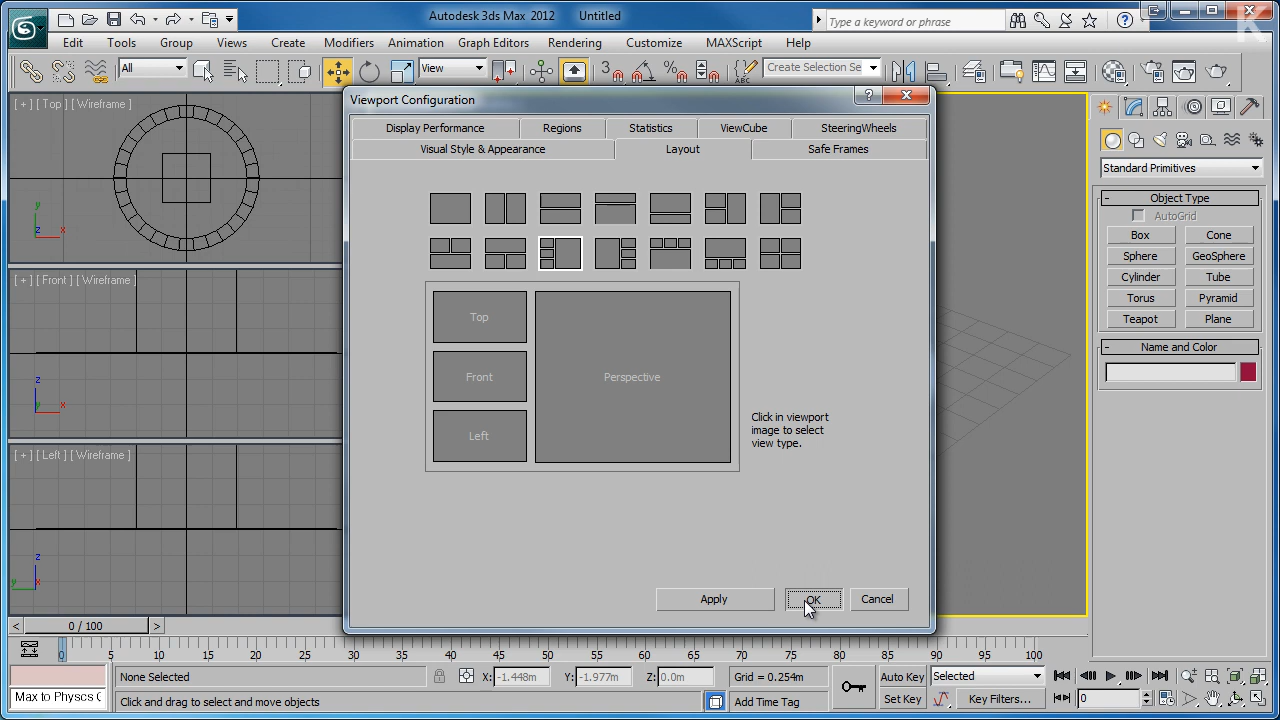 Autodesk 3ds Max 2012 Untitled
Type a keyword or phrase
K
Edit Tools Group Views Create Modifiers Animation Graph Editors Rendering Customize MAXScript Help
All
View
3
Create Selection Se
[ + ] [ Top ] [ Wireframe ]
y
z x
[ + ] [ Front ] [ Wireframe ]
z
y x
[ + ] [ Left ] [ Wireframe ]
z
y x
Viewport Configuration
Display Performance Regions Statistics ViewCube SteeringWheels
Visual Style & Appearance Layout Safe Frames
Top
Front
Left
Perspective
Click in viewport
image to select
view type.
Apply OK Cancel
Standard Primitives
- Object Type
AutoGrid
Box Cone
Sphere GeoSphere
Cylinder Tube
Torus Pyramid
Teapot Plane
- Name and Color
< 0 / 100 >
0 5 10 15 20 25 30 35 40 45 50 55 60 65 70 75 80 85 90 95 100
None Selected X: -1.448m Y: -1.977m Z: 0.0m Grid = 0.254m Auto Key Selected
Max to Physcs C Click and drag to select and move objects Add Time Tag Set Key Key Filters... 0